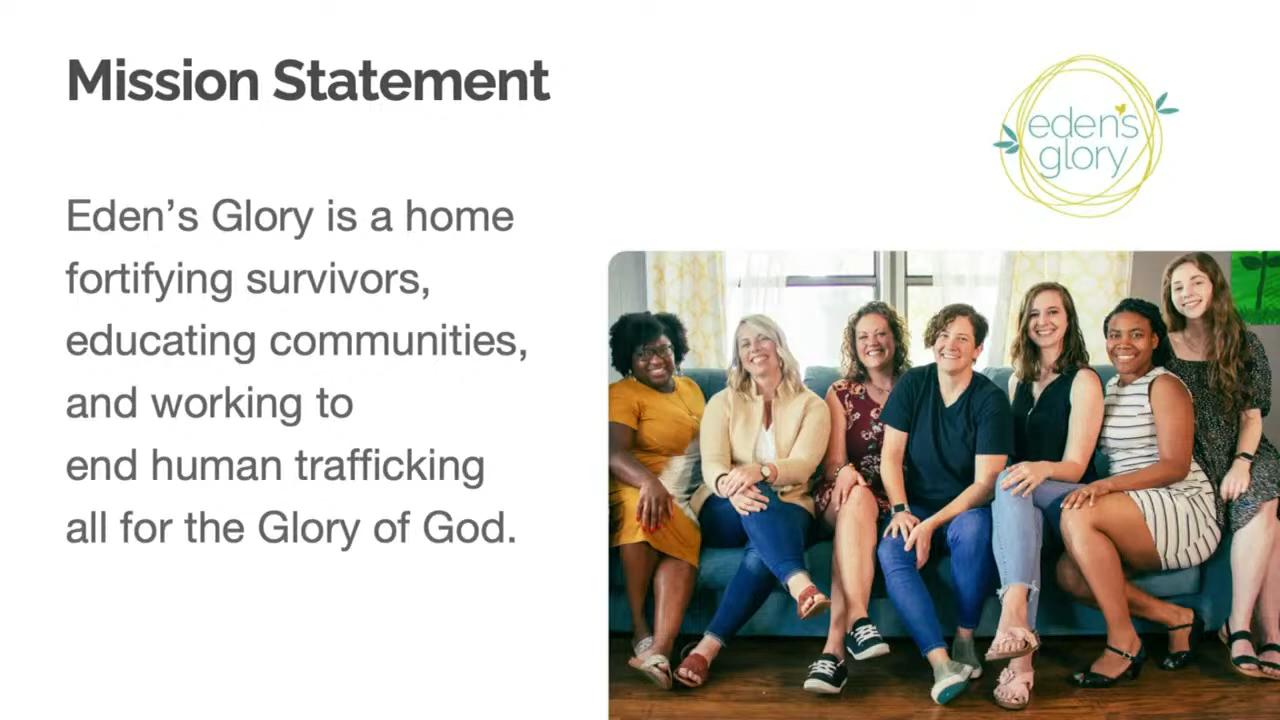 Mission Statement
eden's
glory
Eden’s Glory is a home
fortifying survivors,
educating communities,
and working to
end human trafficking
all for the Glory of God.